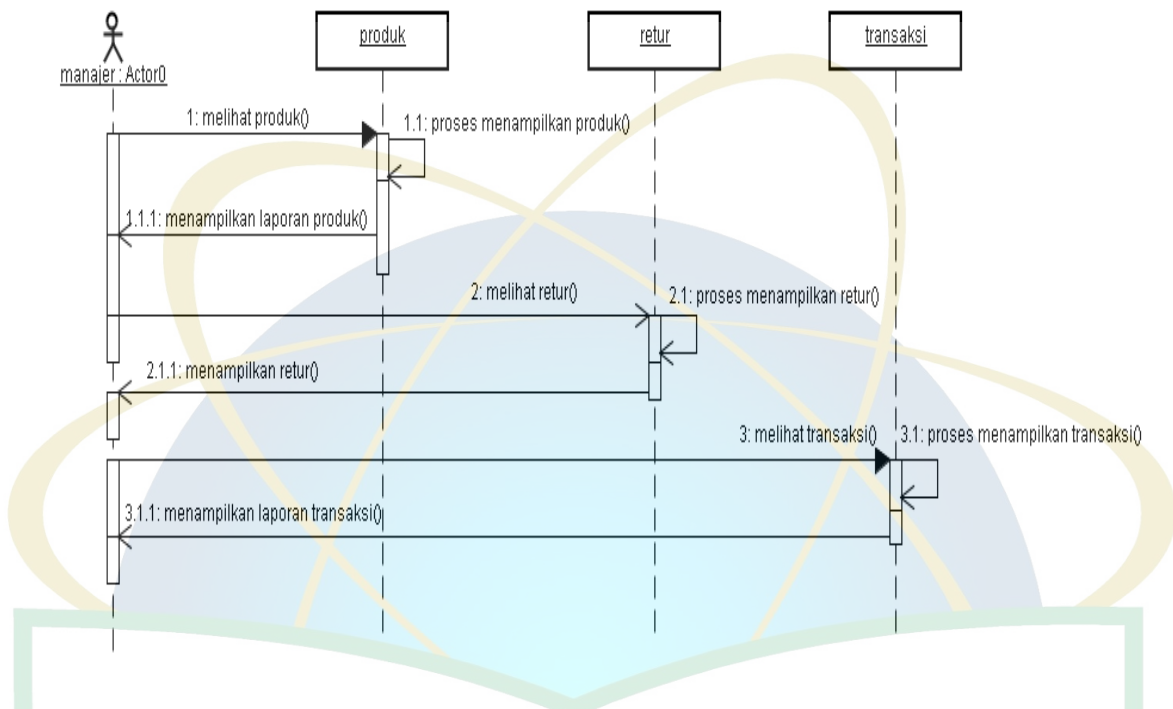 produk
retur
transaksi
manajer : Actor0
1: melihat produk()
1.1: proses menampilkan produk()
1.1.1: menampilkan laporan produk()
2: melihat retur()
2.1: proses menampilkan retur()
2.1.1: menampilkan retur()
3: melihat transaksi()
3.1: proses menampilkan transaksi()
3.1.1: menampilkan laporan transaksi()